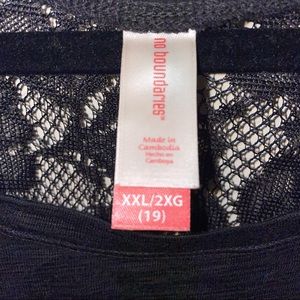 no boundaries
Made in
Cambodia
Hecho en
Camboya
XXL/2XG
(19)